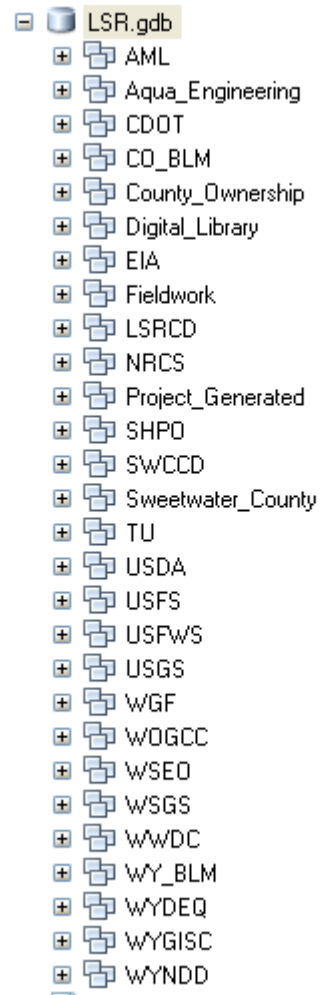 LSR.gdb
AML
Aqua_Engineering
CDOT
CO_BLM
County_Ownership
Digital_Library
EIA
Fieldwork
LSRCD
NRCS
Project_Generated
SHPO
SWCCD
Sweetwater_County
TU
USDA
USFS
USFWS
USGS
WGF
WOGCC
WSEO
WSGS
WWDC
WY_BLM
WYDEQ
WYGISC
WYNDD